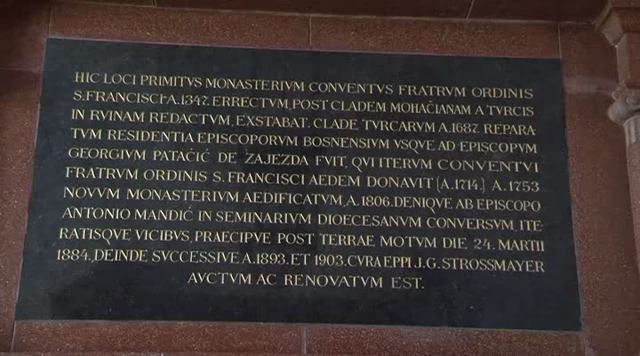 HIC LOCI PRIMITVS MONASTERIVM CONVENTVS FRATRVM ORDINIS
S. FRANCISCI A. 1347. ERRECTVM, POST CLADEM MOHAČIANAM A TVRCIS
IN RVINAM REDACTVM, EXSTABAT. CLADE TVRCARVM A. 1687. REPARA-
TVM RESIDENTIA EPISCOPORVM BOSNENSIVM VSQVE AD EPISCOPVM
GEORGIVM PATAČIĆ DE ZAJEZDA FVIT, QVI ITERVM CONVENTVI
FRATRVM ORDINIS S. FRANCISCI AEDEM DONAVIT (A. 1714.) A. 1753
NOVVM MONASTERIVM AEDIFICATVM, A. 1806. DENIQVE AB EPISCOPO
ANTONIO MANDIĆ IN SEMINARIVM DIOECESANVM CONVERSVM, ITE-
RATISQVE VICIBVS, PRAECIPVE POST TERRAE MOTVM DIE 24. MARTII
1884., DEINDE SVCCESSIVE A. 1893. ET 1903. CVRA EPPI. J. G. STROSSMAYER
AVCTVM AC RENOVATVM EST.